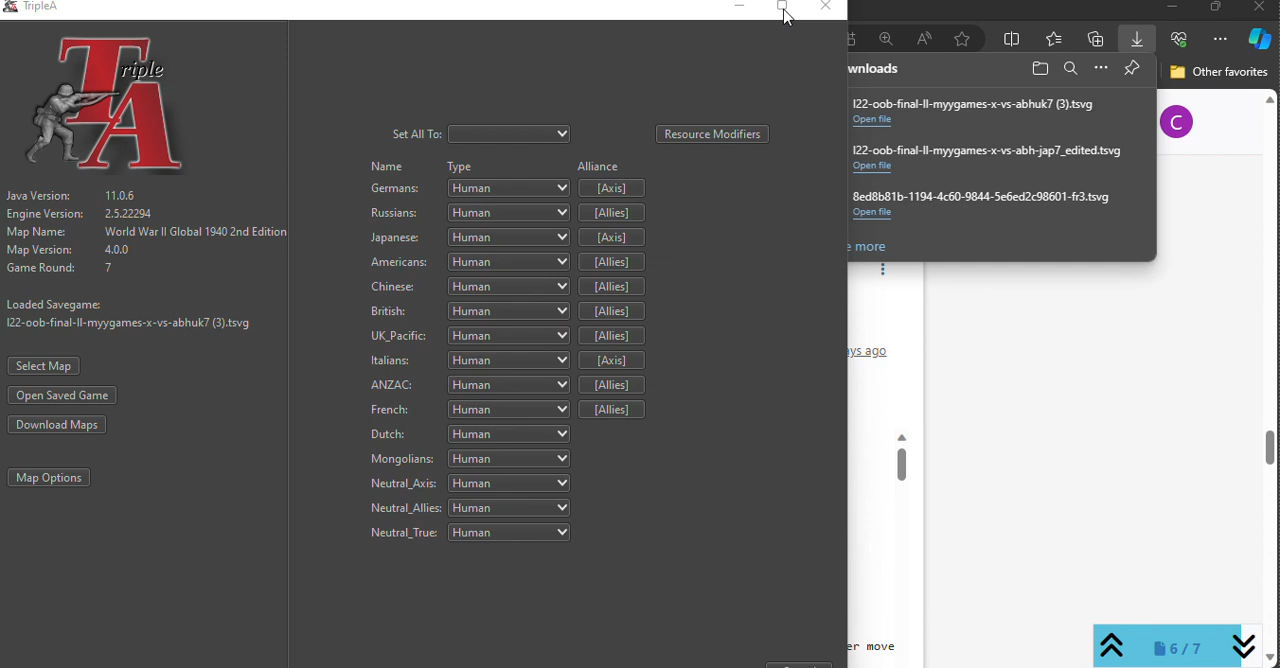 TripleA
Triple
A
Java Version: 11.0.6
Engine Version: 2.5.22294
Map Name: World War II Global 1940 2nd Edition
Map Version: 4.0.0
Game Round: 7
Loaded Savegame:
l22-oob-final-ll-myygames-x-vs-abhuk7 (3).tsvg
Select Map
Open Saved Game
Download Maps
Map Options
Set All To:
Resource Modifiers
Name Type Alliance
Germans: Human [Axis]
Russians: Human [Allies]
Japanese: Human [Axis]
Americans: Human [Allies]
Chinese: Human [Allies]
British: Human [Allies]
UK_Pacific: Human [Allies]
Italians: Human [Axis]
ANZAC: Human [Allies]
French: Human [Allies]
Dutch: Human
Mongolians: Human
Neutral_Axis: Human
Neutral_Allies: Human
Neutral_True: Human
wnloads
l22-oob-final-ll-myygames-x-vs-abhuk7 (3).tsvg
Open file
l22-oob-final-ll-myygames-x-vs-abh-jap7_edited.tsvg
Open file
8ed8b81b-1194-4c60-9844-5e6ed2c98601-fr3.tsvg
Open file
e more
Other favorites
C
ays ago
er move
6 / 7